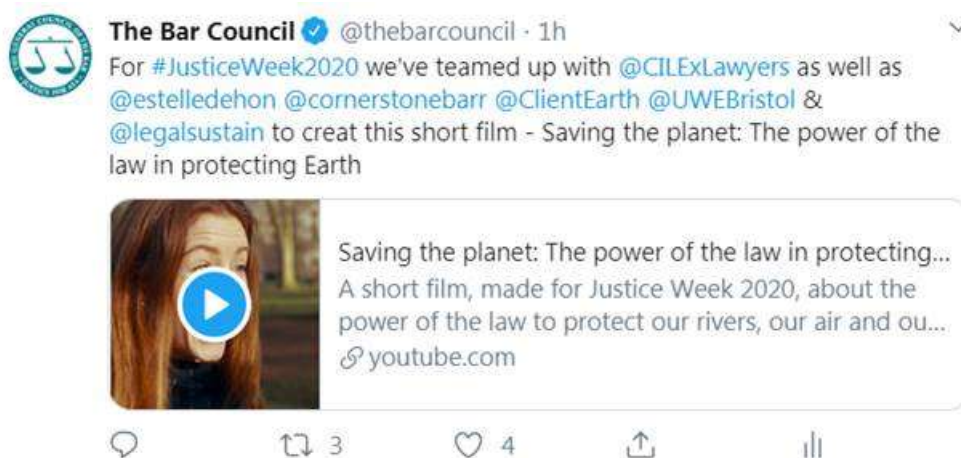 The Bar Council @thebarcouncil · 1h
For #JusticeWeek2020 we've teamed up with @CILExLawyers as well as
@estelledehon @cornerstonebarr @ClientEarth @UWEBristol &
@legalsustain to creat this short film - Saving the planet: The power of the
law in protecting Earth
Saving the planet: The power of the law in protecting...
A short film, made for Justice Week 2020, about the
power of the law to protect our rivers, our air and ou...
youtube.com
3 4